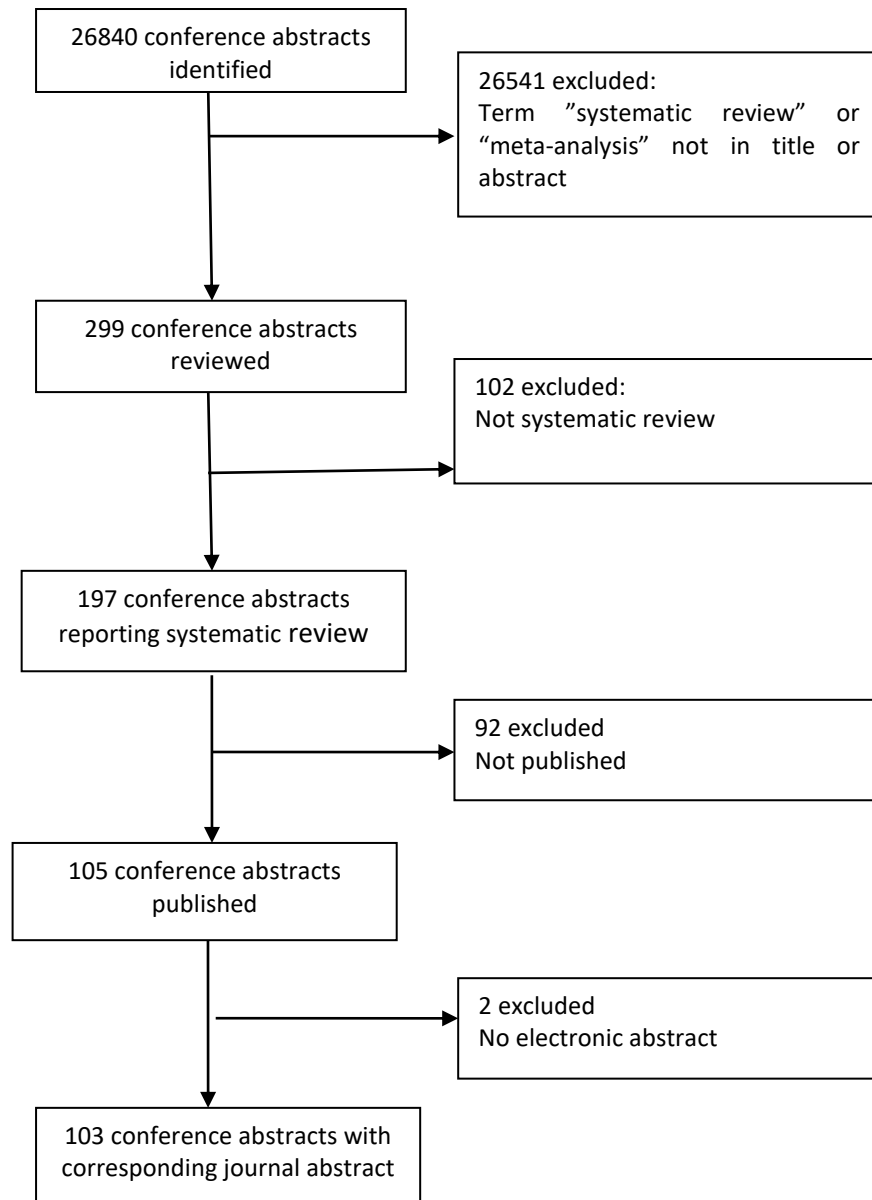 26840 conference abstracts
identified
26541 excluded:
Term ”systematic review” or
“meta-analysis” not in title or
abstract
299 conference abstracts
reviewed
102 excluded:
Not systematic review
197 conference abstracts
reporting systematic review
92 excluded
Not published
105 conference abstracts
published
2 excluded
No electronic abstract
103 conference abstracts with
corresponding journal abstract